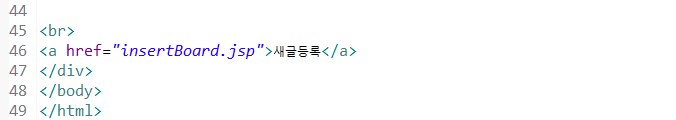 44
45 <br>
46 <a href="insertBoard.jsp">새글등록</a>
47 </div>
48 </body>
49 </html>